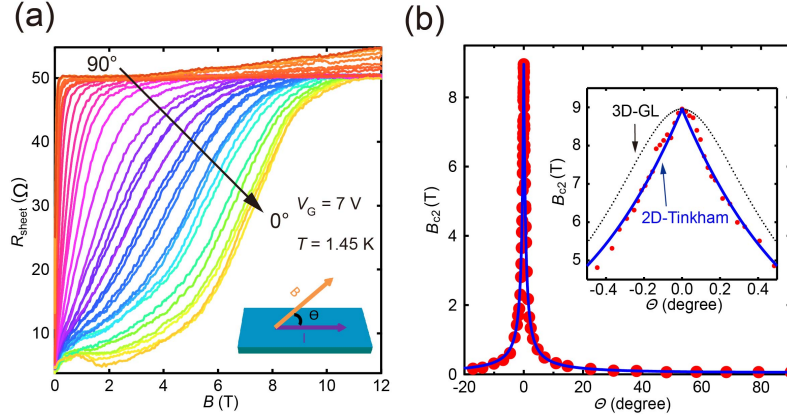 (a)
90°
0°
V_G = 7 V
T = 1.45 K
B
Θ
I
R_sheet (Ω)
50
40
30
20
10
0 2 4 6 8 10 12
B (T)
(b)
B_c2 (T)
8
6
4
2
0
-20 0 20 40 60 80
Θ (degree)
3D-GL
2D-Tinkham
B_c2 (T)
9
8
7
6
5
-0.4 -0.2 0.0 0.2 0.4
Θ (degree)